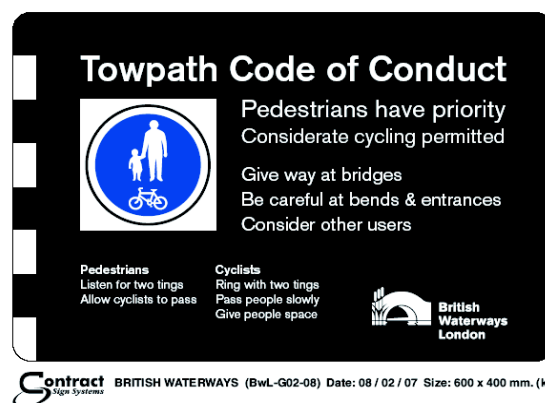 Towpath Code of Conduct
Pedestrians have priority
Considerate cycling permitted
Give way at bridges
Be careful at bends & entrances
Consider other users
Pedestrians
Listen for two tings
Allow cyclists to pass
Cyclists
Ring with two tings
Pass people slowly
Give people space
British
Waterways
London
Contract
Sign Systems
BRITISH WATERWAYS (BwL-G02-08) Date: 08 / 02 / 07 Size: 600 x 400 mm. (k